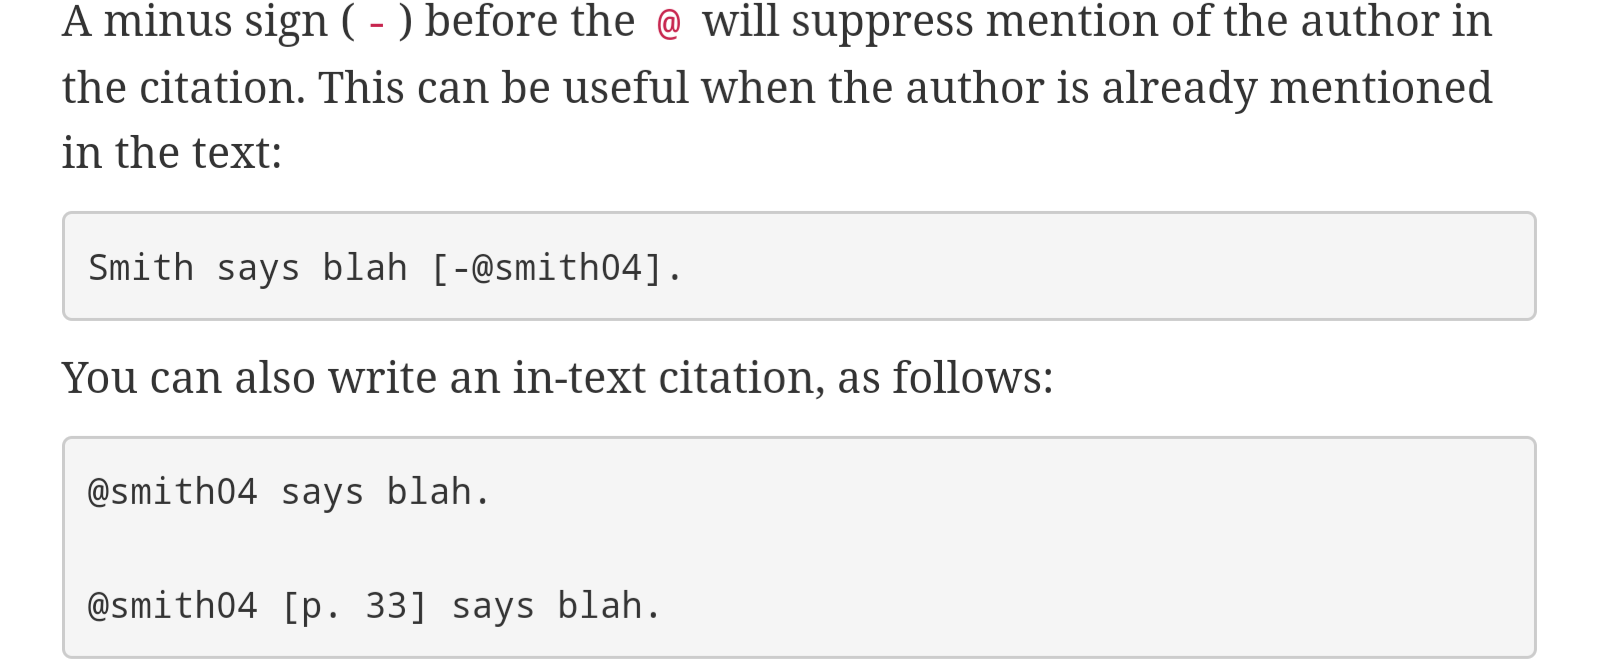 A minus sign ( - ) before the @ will suppress mention of the author in
the citation. This can be useful when the author is already mentioned
in the text:
Smith says blah [-@smith04].
You can also write an in-text citation, as follows:
@smith04 says blah.
@smith04 [p. 33] says blah.